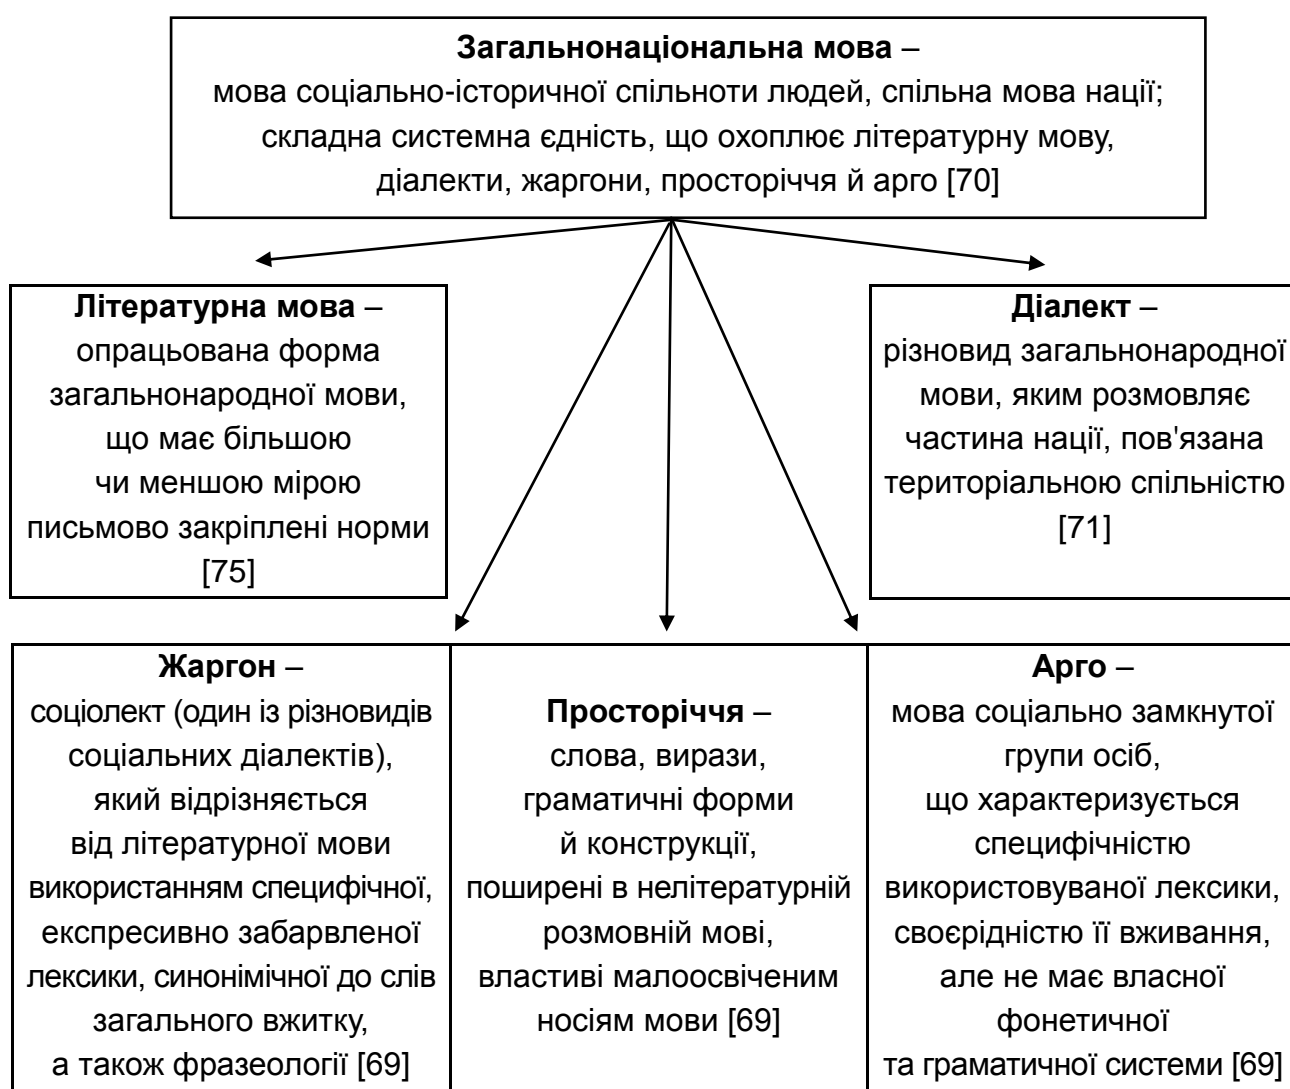 Загальнонаціональна мова –
мова соціально-історичної спільноти людей, спільна мова нації;
складна системна єдність, що охоплює літературну мову,
діалекти, жаргони, просторіччя й арго [70]
Літературна мова –
опрацьована форма
загальнонародної мови,
що має більшою
чи меншою мірою
письмово закріплені норми
[75]
Діалект –
різновид загальнонародної
мови, яким розмовляє
частина нації, пов'язана
територіальною спільністю
[71]
Жаргон –
соціолект (один із різновидів
соціальних діалектів),
який відрізняється
від літературної мови
використанням специфічної,
експресивно забарвленої
лексики, синонімічної до слів
загального вжитку,
а також фразеології [69]
Просторіччя –
слова, вирази,
граматичні форми
й конструкції,
поширені в нелітературній
розмовній мові,
властиві малоосвіченим
носіям мови [69]
Арго –
мова соціально замкнутої
групи осіб,
що характеризується
специфічністю
використовуваної лексики,
своєрідністю її вживання,
але не має власної
фонетичної
та граматичної системи [69]